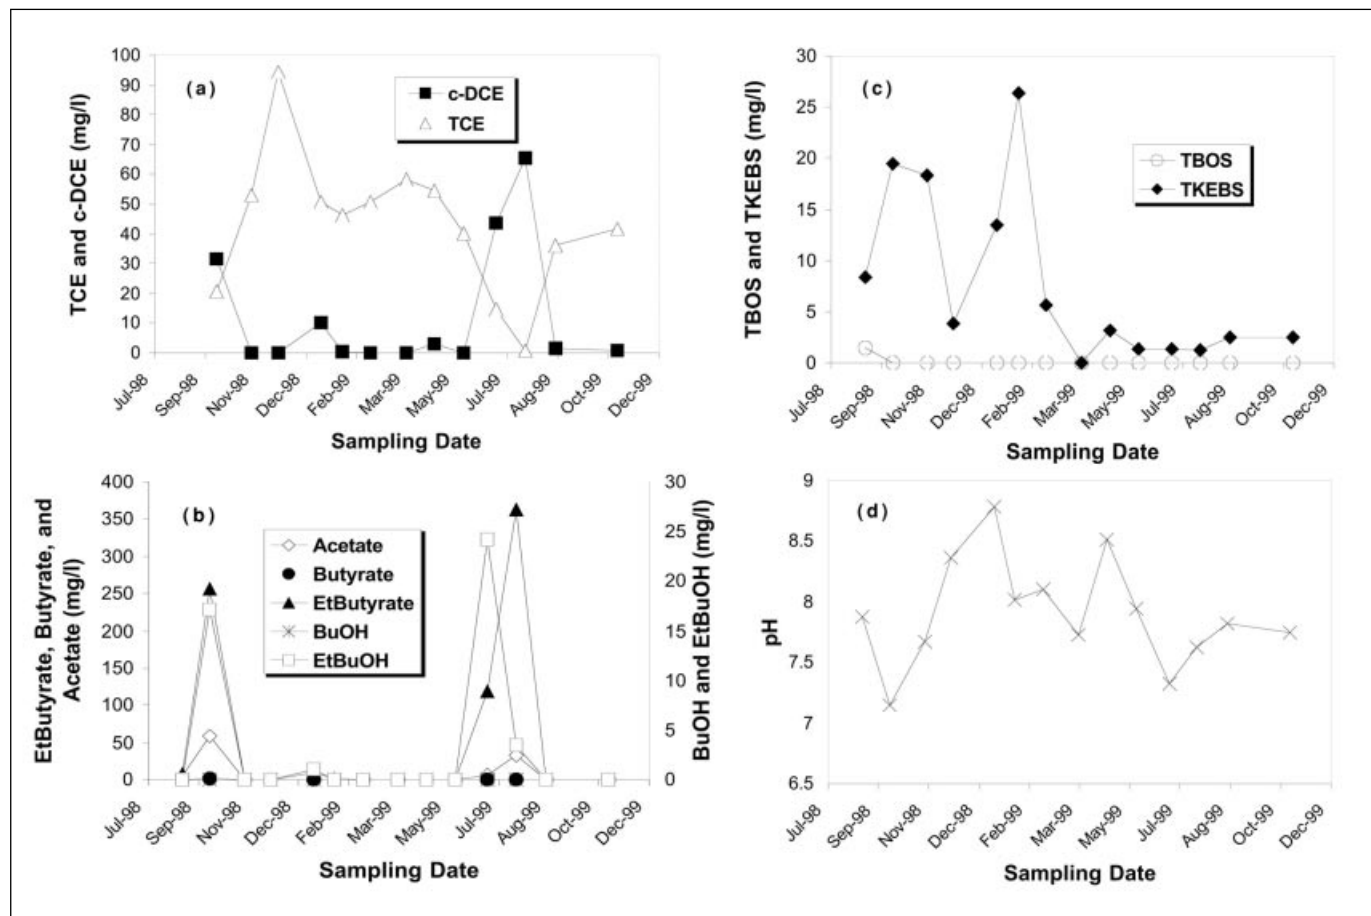 (a)
c-DCE
TCE
TCE and c-DCE (mg/l)
100
90
80
70
60
50
40
30
20
10
0
Jul-98
Sep-98
Nov-98
Dec-98
Feb-99
Mar-99
May-99
Jul-99
Aug-99
Oct-99
Dec-99
Sampling Date
(c)
TBOS
TKEBS
TBOS and TKEBS (mg/l)
30
25
20
15
10
5
0
Jul-98
Sep-98
Nov-98
Dec-98
Feb-99
Mar-99
May-99
Jul-99
Aug-99
Oct-99
Dec-99
Sampling Date
(b)
Acetate
Butyrate
EtButyrate
BuOH
EtBuOH
EtButyrate, Butyrate, and
Acetate (mg/l)
400
350
300
250
200
150
100
50
0
BuOH and EtBuOH (mg/l)
30
25
20
15
10
5
0
Jul-98
Sep-98
Nov-98
Dec-98
Feb-99
Mar-99
May-99
Jul-99
Aug-99
Oct-99
Dec-99
Sampling Date
(d)
pH
9
8.5
8
7.5
7
6.5
Jul-98
Sep-98
Nov-98
Dec-98
Feb-99
Mar-99
May-99
Jul-99
Aug-99
Oct-99
Dec-99
Sampling Date